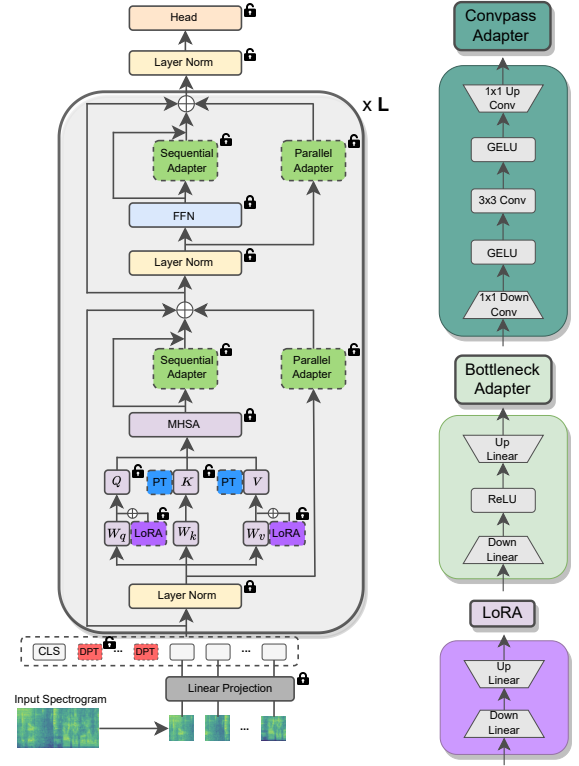 Head
Layer Norm
x L
Sequential
Adapter
Parallel
Adapter
FFN
Layer Norm
Sequential
Adapter
Parallel
Adapter
MHSA
Q
PT
K
PT
V
W_q
LoRA
W_k
W_v
LoRA
Layer Norm
CLS
DPT
...
DPT
...
Linear Projection
Input Spectrogram
...
Convpass
Adapter
1x1 Up
Conv
GELU
3x3 Conv
GELU
1x1 Down
Conv
Bottleneck
Adapter
Up
Linear
ReLU
Down
Linear
LoRA
Up
Linear
Down
Linear